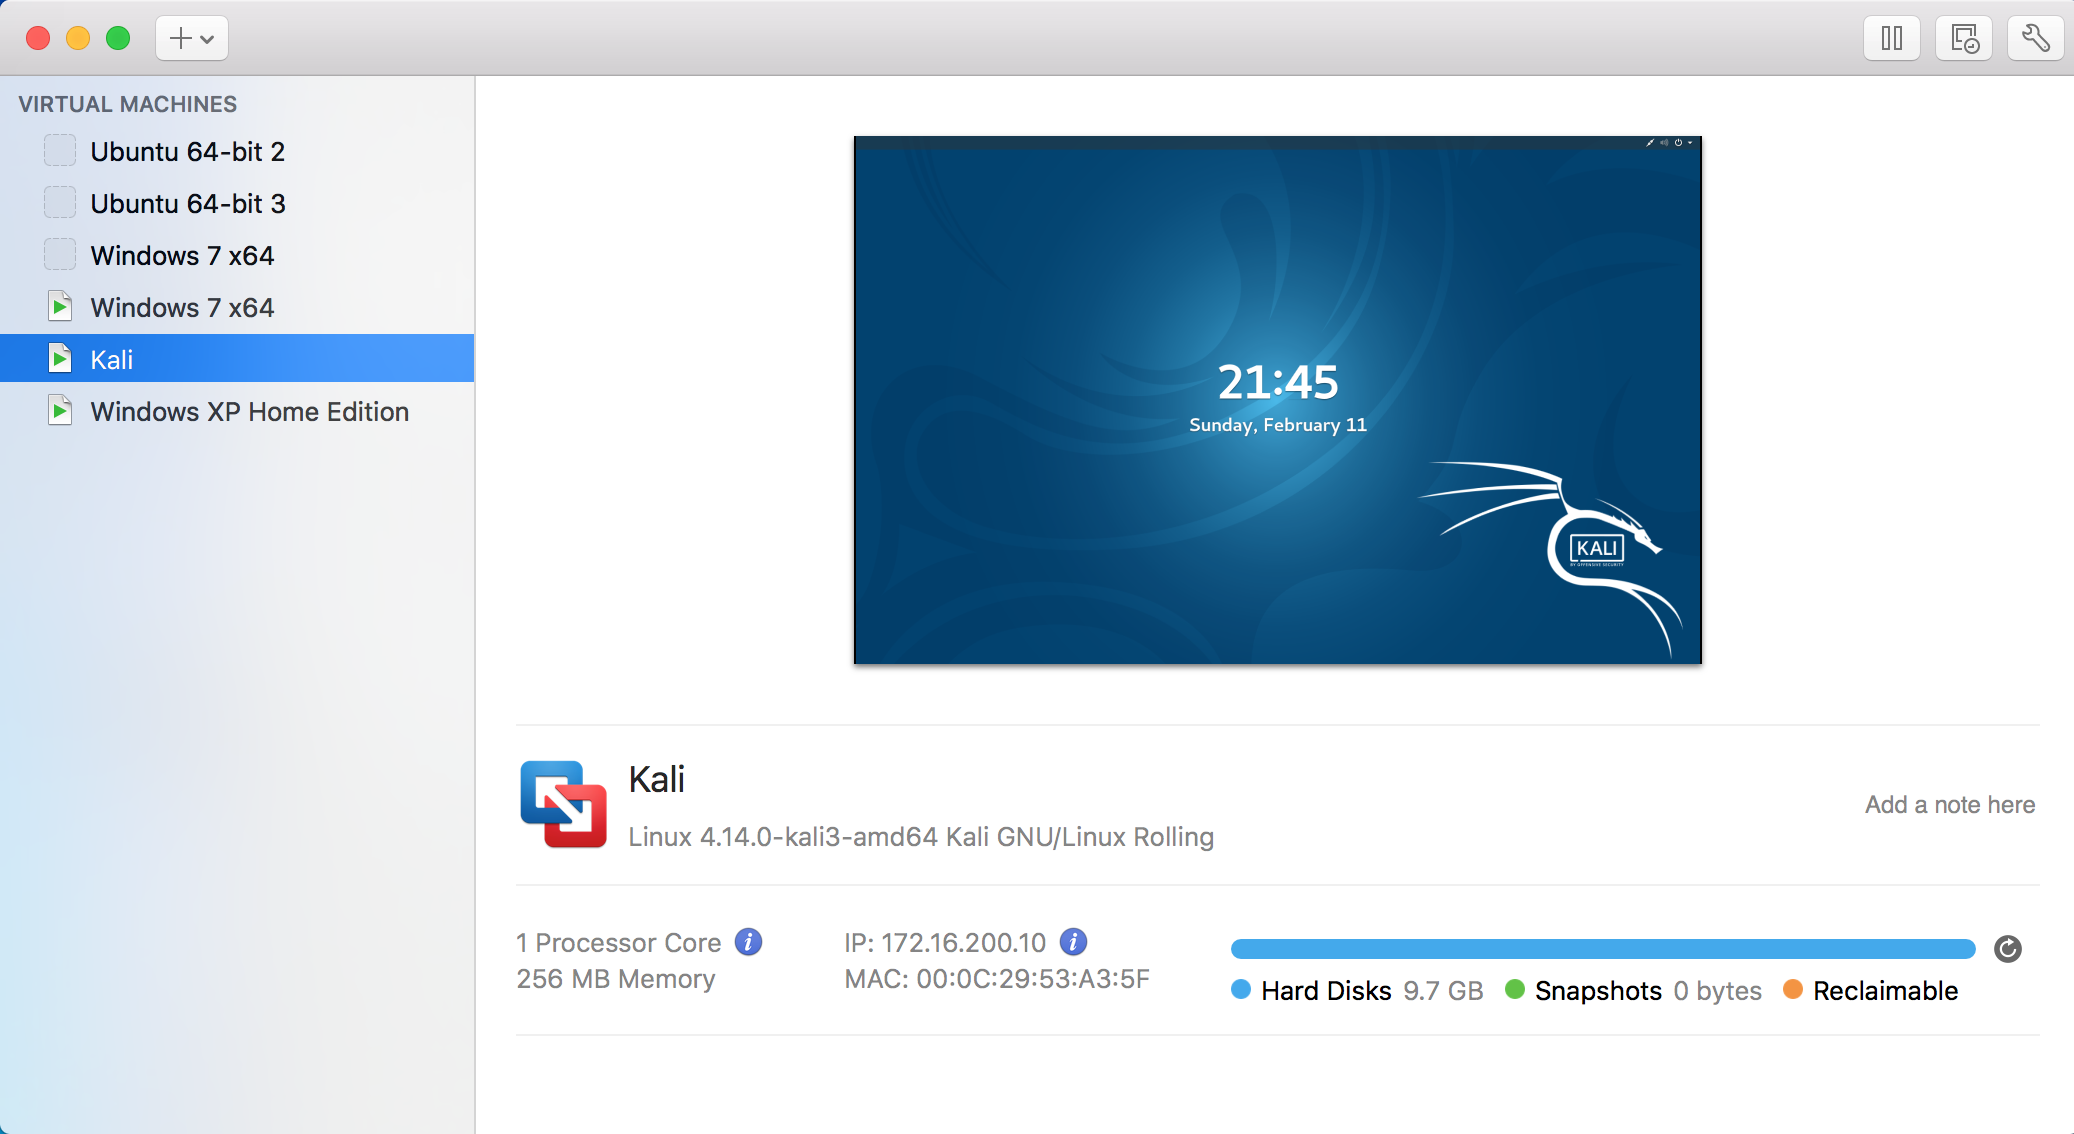 VIRTUAL MACHINES
Ubuntu 64-bit 2
Ubuntu 64-bit 3
Windows 7 x64
Windows 7 x64
Kali
Windows XP Home Edition
21:45
Sunday, February 11
KALI
BY OFFENSIVE SECURITY
Kali
Linux 4.14.0-kali3-amd64 Kali GNU/Linux Rolling
Add a note here
1 Processor Core
256 MB Memory
IP: 172.16.200.10
MAC: 00:0C:29:53:A3:5F
Hard Disks 9.7 GB Snapshots 0 bytes Reclaimable